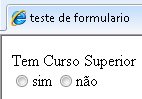 teste de formulario
Tem Curso Superior
sim não